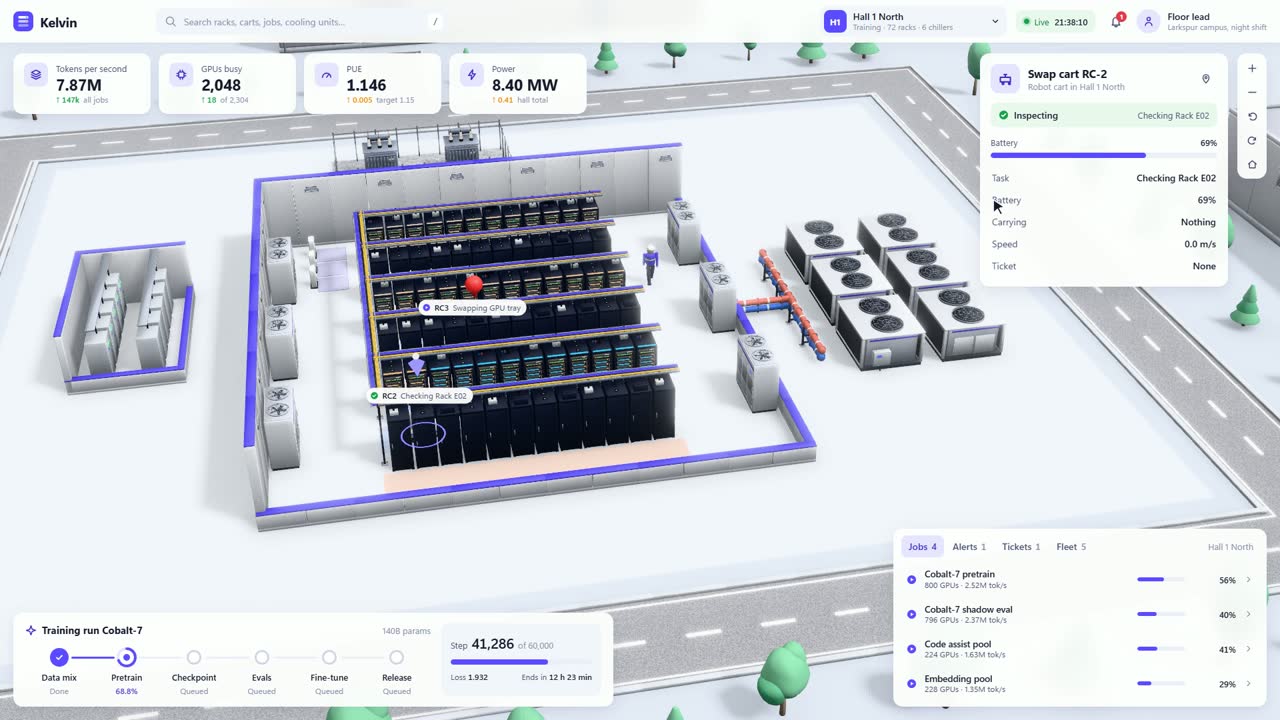 Kelvin
Search racks, carts, jobs, cooling units...
/
H1
Hall 1 North
Training · 72 racks · 6 chillers
Live 21:38:10
1
Floor lead
Larkspur campus, night shift
Tokens per second
7.87M
↑ 147k all jobs
GPUs busy
2,048
↑ 18 of 2,304
PUE
1.146
↑ 0.005 target 1.15
Power
8.40 MW
↑ 0.41 hall total
Swap cart RC-2
Robot cart in Hall 1 North
Inspecting
Checking Rack E02
Battery
69%
Task
Checking Rack E02
Battery
69%
Carrying
Nothing
Speed
0.0 m/s
Ticket
None
RC3 Swapping GPU tray
RC2 Checking Rack E02
Jobs 4
Alerts 1
Tickets 1
Fleet 5
Hall 1 North
Cobalt-7 pretrain
800 GPUs · 2.52M tok/s
56%
Cobalt-7 shadow eval
796 GPUs · 2.37M tok/s
40%
Code assist pool
224 GPUs · 1.63M tok/s
41%
Embedding pool
228 GPUs · 1.35M tok/s
29%
Training run Cobalt-7
140B params
Data mix
Done
Pretrain
68.8%
Checkpoint
Queued
Evals
Queued
Fine-tune
Queued
Release
Queued
Step 41,286 of 60,000
Loss 1.932
Ends in 12 h 23 min